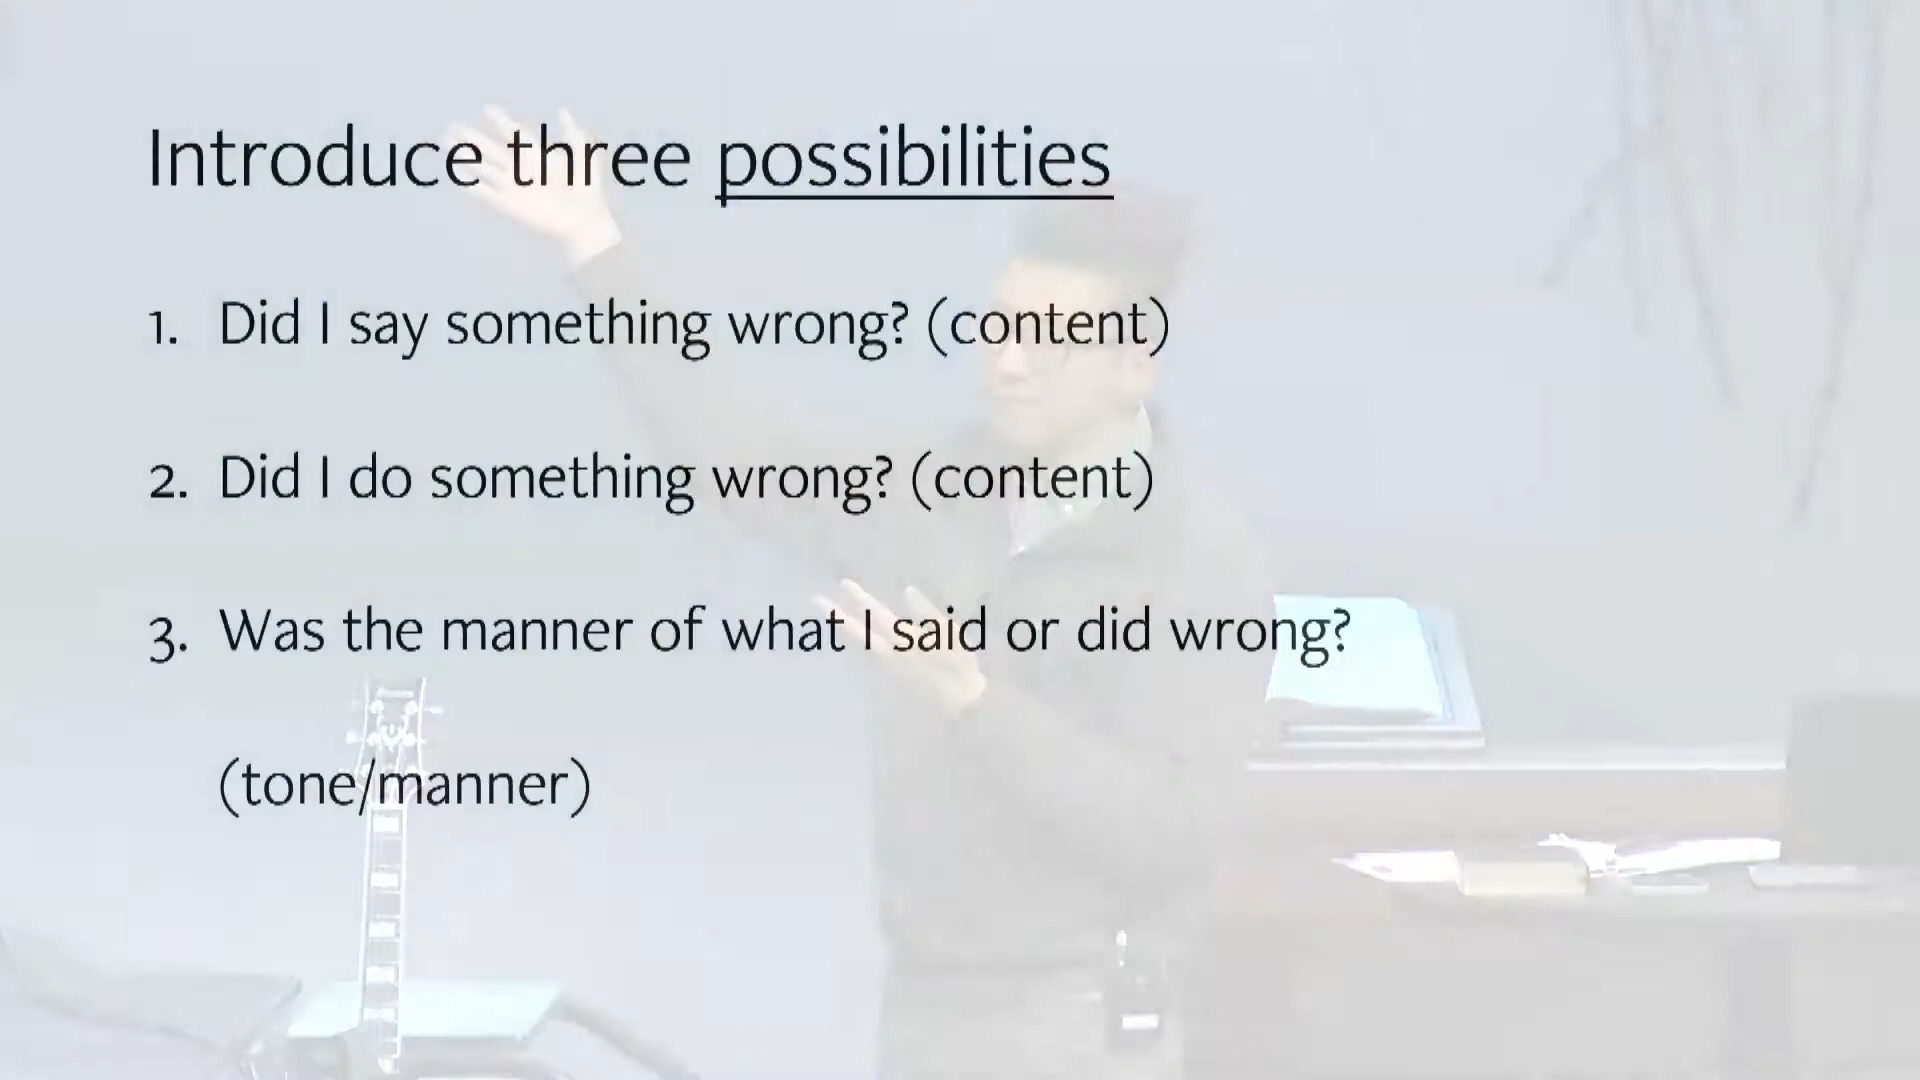 Introduce three possibilities
1. Did I say something wrong? (content)
2. Did I do something wrong? (content)
3. Was the manner of what I said or did wrong?
(tone/manner)